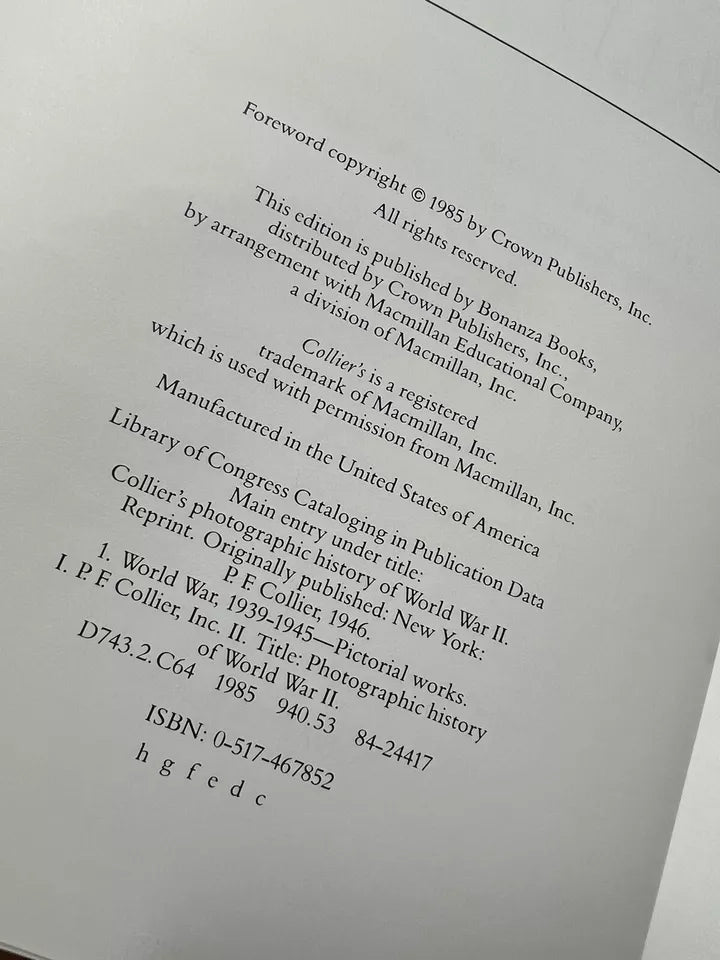 Foreword copyright © 1985 by Crown Publishers, Inc.
All rights reserved.
This edition is published by Bonanza Books,
distributed by Crown Publishers, Inc.,
by arrangement with Macmillan Educational Company,
a division of Macmillan, Inc.
Collier's is a registered
trademark of Macmillan, Inc.
which is used with permission from Macmillan, Inc.
Manufactured in the United States of America
Library of Congress Cataloging in Publication Data
Main entry under title:
Collier's photographic history of World War II.
Reprint. Originally published: New York:
P. F. Collier, 1946.
1. World War, 1939-1945—Pictorial works.
I. P. F. Collier, Inc. II. Title: Photographic history
of World War II.
D743.2.C64 1985 940.53 84-24417
ISBN: 0-517-467852
h g f e d c